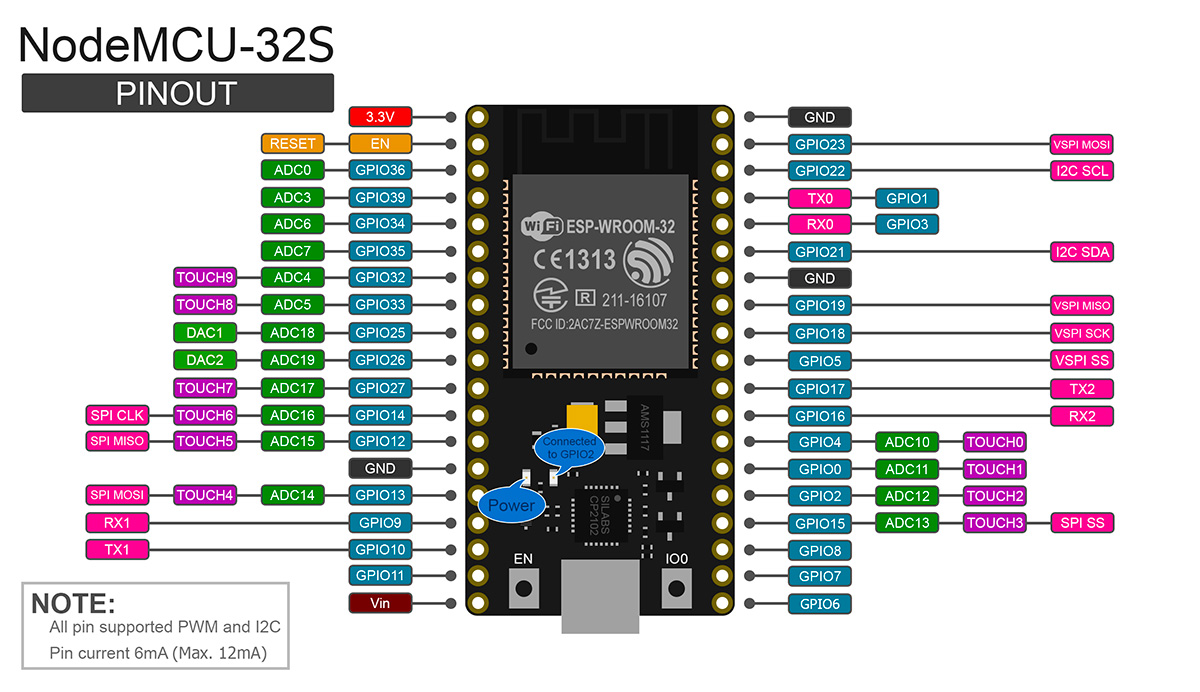 NodeMCU-32S
PINOUT
3.3V GND
RESET EN GPIO23 VSPI MOSI
ADC0 GPIO36 GPIO22 I2C SCL
ADC3 GPIO39 TX0 GPIO1
ADC6 GPIO34 RX0 GPIO3
ADC7 GPIO35 GPIO21 I2C SDA
TOUCH9 ADC4 GPIO32 GND
TOUCH8 ADC5 GPIO33 GPIO19 VSPI MISO
DAC1 ADC18 GPIO25 GPIO18 VSPI SCK
DAC2 ADC19 GPIO26 GPIO5 VSPI SS
TOUCH7 ADC17 GPIO27 GPIO17 TX2
SPI CLK TOUCH6 ADC16 GPIO14 GPIO16 RX2
SPI MISO TOUCH5 ADC15 GPIO12 GPIO4 ADC10 TOUCH0
GND GPIO0 ADC11 TOUCH1
SPI MOSI TOUCH4 ADC14 GPIO13 GPIO2 ADC12 TOUCH2
RX1 GPIO9 GPIO15 ADC13 TOUCH3 SPI SS
TX1 GPIO10 GPIO8
GPIO11 GPIO7
Vin GPIO6
WiFi ESP-WROOM-32
CE1313
R 211-16107
FCC ID:2AC7Z-ESPWROOM32
AMS1117
Connected
to GPIO2
Power
SILABS
CP2102
EN IO0
NOTE:
All pin supported PWM and I2C
Pin current 6mA (Max. 12mA)